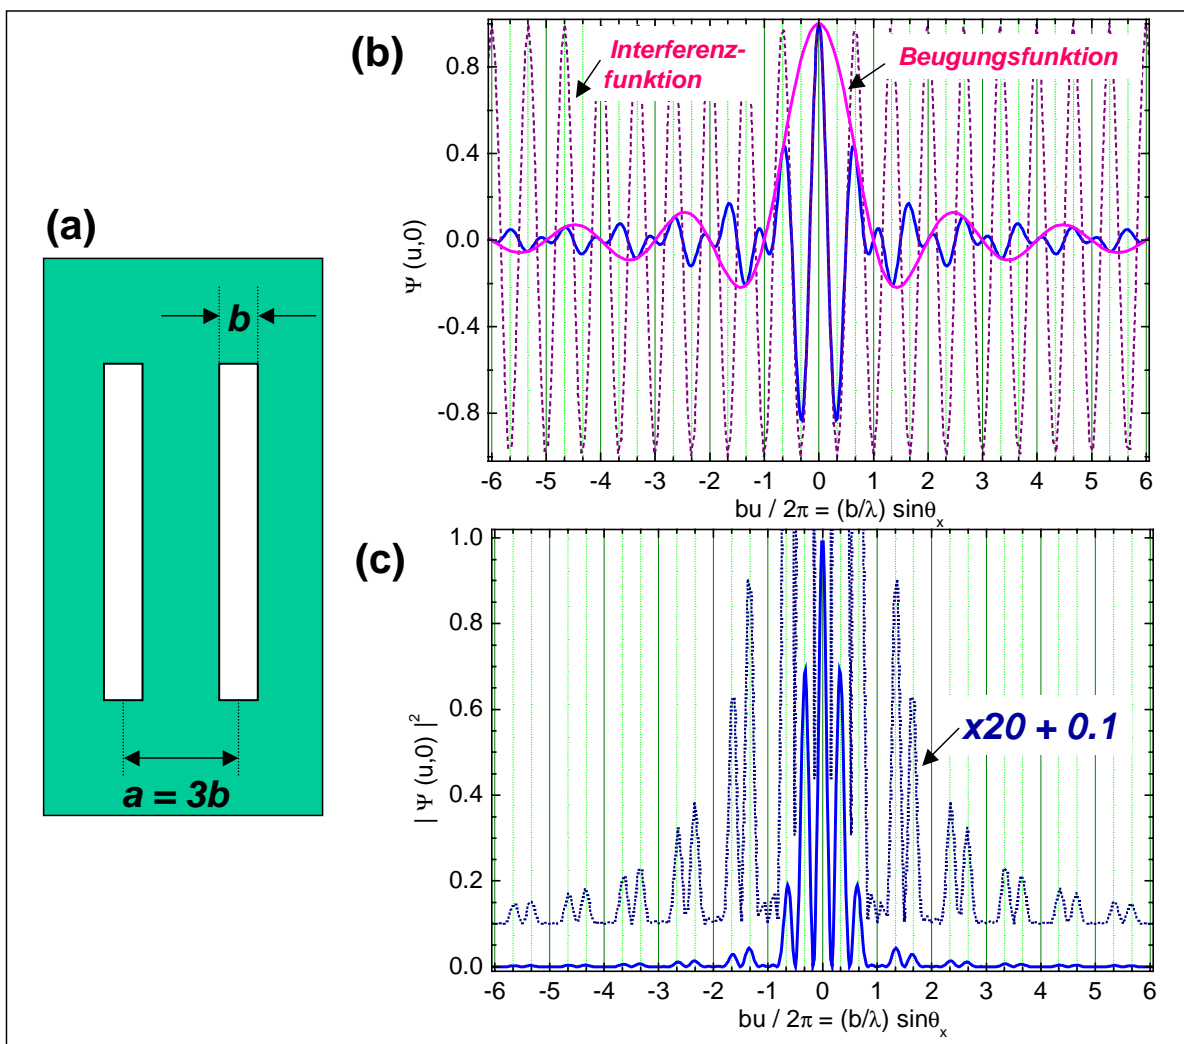 (a)
b
a = 3b
(b)
Interferenz-
funktion
Beugungsfunktion
Ψ (u,0)
0.8
0.4
0.0
-0.4
-0.8
-6 -5 -4 -3 -2 -1 0 1 2 3 4 5 6
bu / 2π = (b/λ) sinθx
(c)
x20 + 0.1
| Ψ (u,0) |²
1.0
0.8
0.6
0.4
0.2
0.0
-6 -5 -4 -3 -2 -1 0 1 2 3 4 5 6
bu / 2π = (b/λ) sinθx